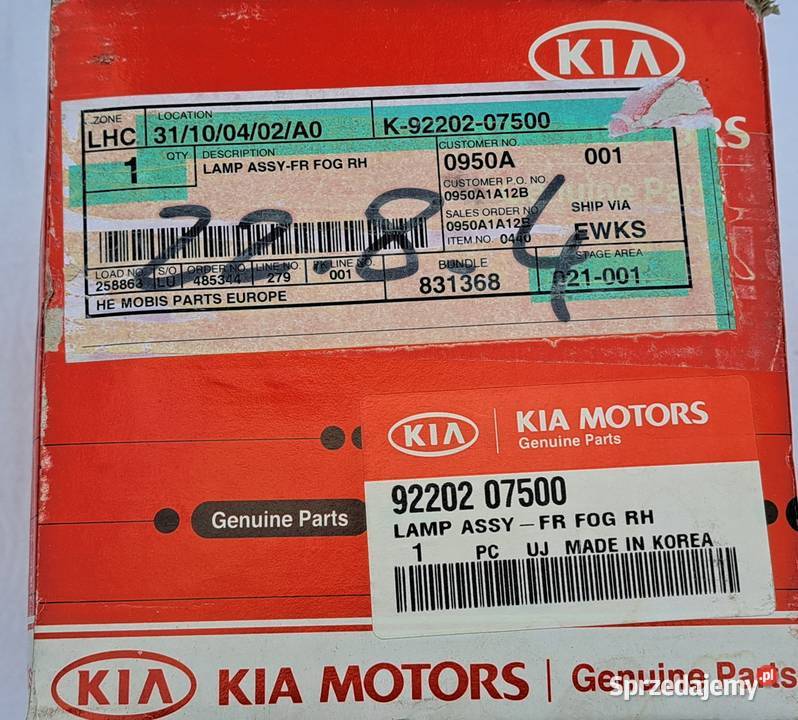 KIA
ZONE
LHC
LOCATION
31/10/04/02/A0
K-92202-07500
1
QTY
DESCRIPTION
LAMP ASSY-FR FOG RH
CUSTOMER NO.
0950A 001
CUSTOMER P.O. NO
0950A1A12B
SALES ORDER NO
0950A1A12B
SHIP VIA
EWKS
ITEM.NO. 0440
22 8 - 4
LOAD NO.
258863
S/O
LU
ORDER NO.
485344
LINE NO.
279
PK LINE NO.
001
BUNDLE
831368
STAGE AREA
021-001
HE MOBIS PARTS EUROPE
RS
Genuine Parts
KIA
KIA MOTORS
Genuine Parts
92202 07500
LAMP ASSY-FR FOG RH
1 PC UJ MADE IN KOREA
Genuine Parts
KIA
KIA MOTORS
Genuine Parts
Sprzedajemy.pl